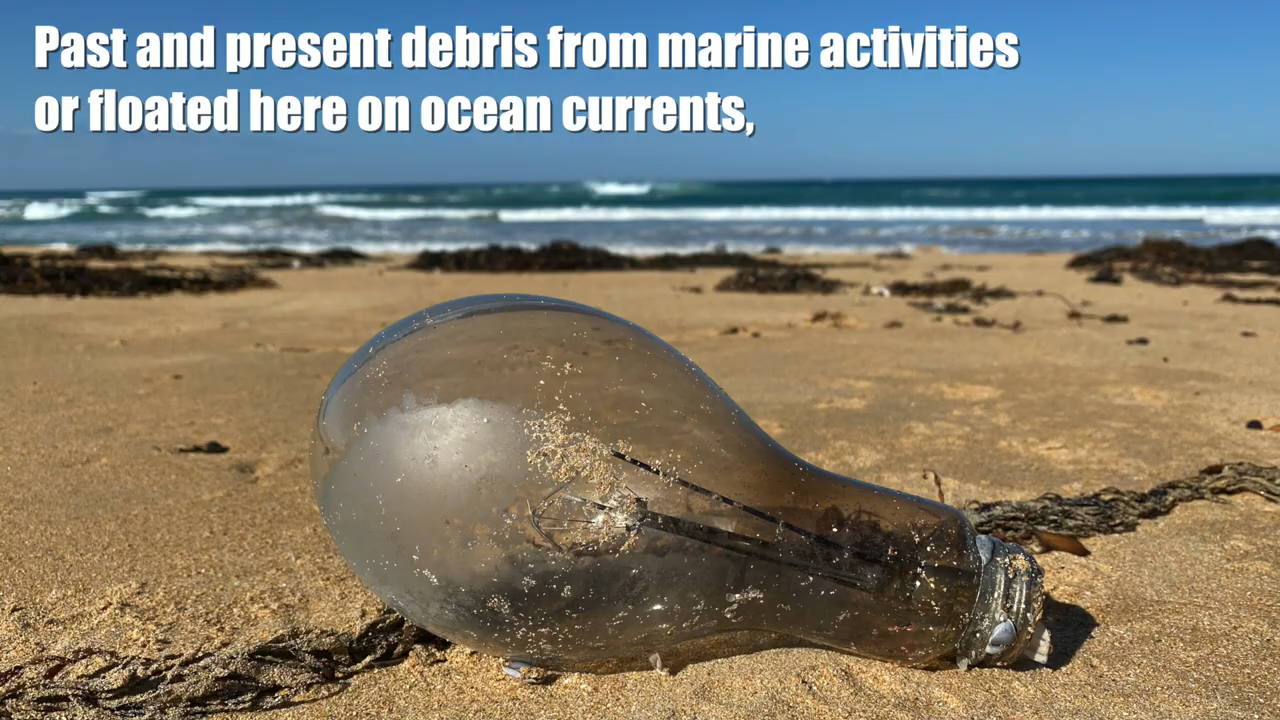 Past and present debris from marine activities
or floated here on ocean currents,